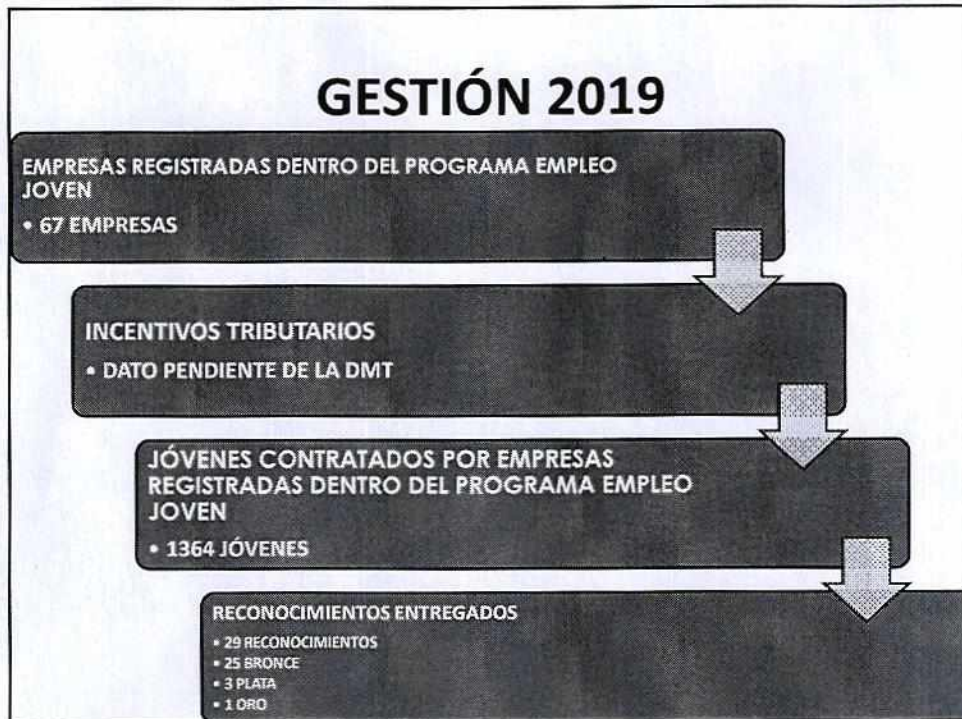 GESTIÓN 2019
EMPRESAS REGISTRADAS DENTRO DEL PROGRAMA EMPLEO
JOVEN
• 67 EMPRESAS
INCENTIVOS TRIBUTARIOS
• DATO PENDIENTE DE LA DMT
JÓVENES CONTRATADOS POR EMPRESAS
REGISTRADAS DENTRO DEL PROGRAMA EMPLEO
JOVEN
• 1364 JÓVENES
RECONOCIMIENTOS ENTREGADOS
• 29 RECONOCIMIENTOS
• 25 BRONCE
• 3 PLATA
• 1 ORO